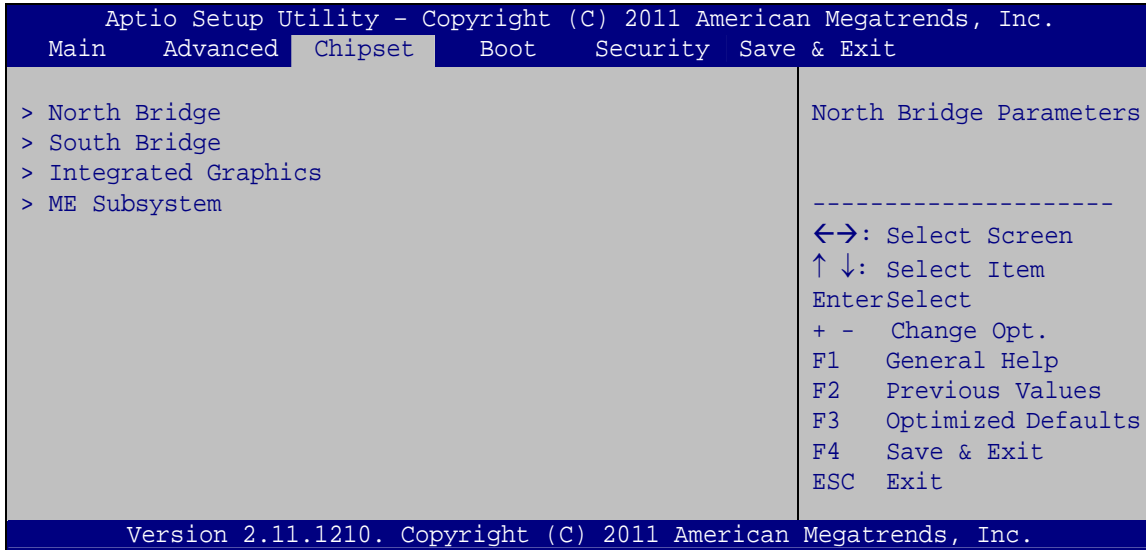 Aptio Setup Utility – Copyright (C) 2011 American Megatrends, Inc.
Main Advanced Chipset Boot Security Save & Exit
> North Bridge
> South Bridge
> Integrated Graphics
> ME Subsystem
North Bridge Parameters
---------------------
←→: Select Screen
↑ ↓: Select Item
EnterSelect
+ - Change Opt.
F1 General Help
F2 Previous Values
F3 Optimized Defaults
F4 Save & Exit
ESC Exit
Version 2.11.1210. Copyright (C) 2011 American Megatrends, Inc.